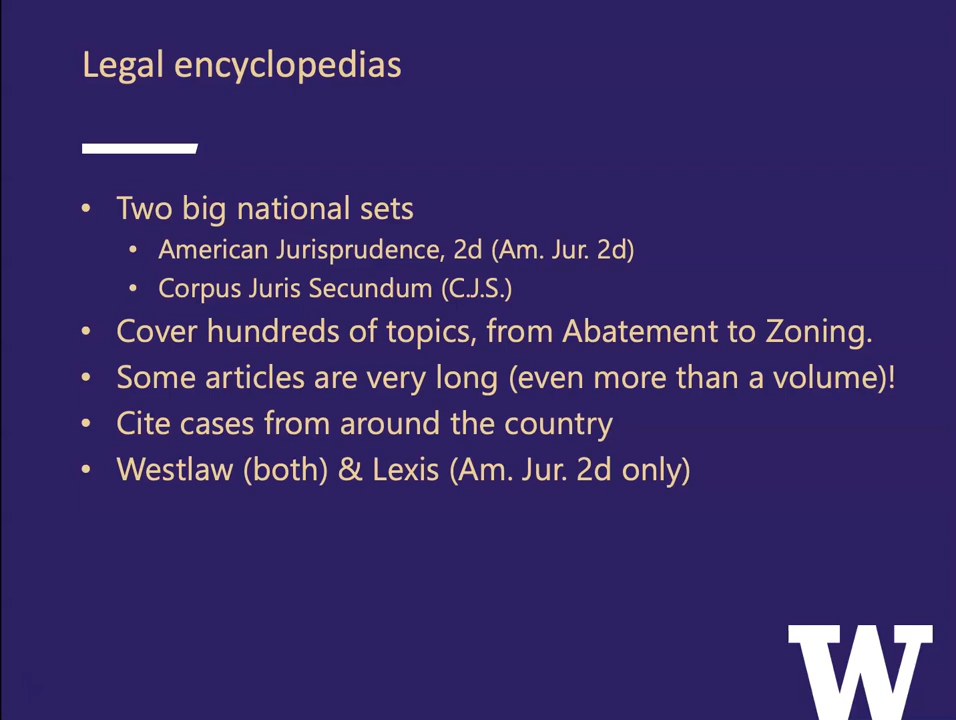 Legal encyclopedias
• Two big national sets
• American Jurisprudence, 2d (Am. Jur. 2d)
• Corpus Juris Secundum (C.J.S.)
• Cover hundreds of topics, from Abatement to Zoning.
• Some articles are very long (even more than a volume)!
• Cite cases from around the country
• Westlaw (both) & Lexis (Am. Jur. 2d only)
W